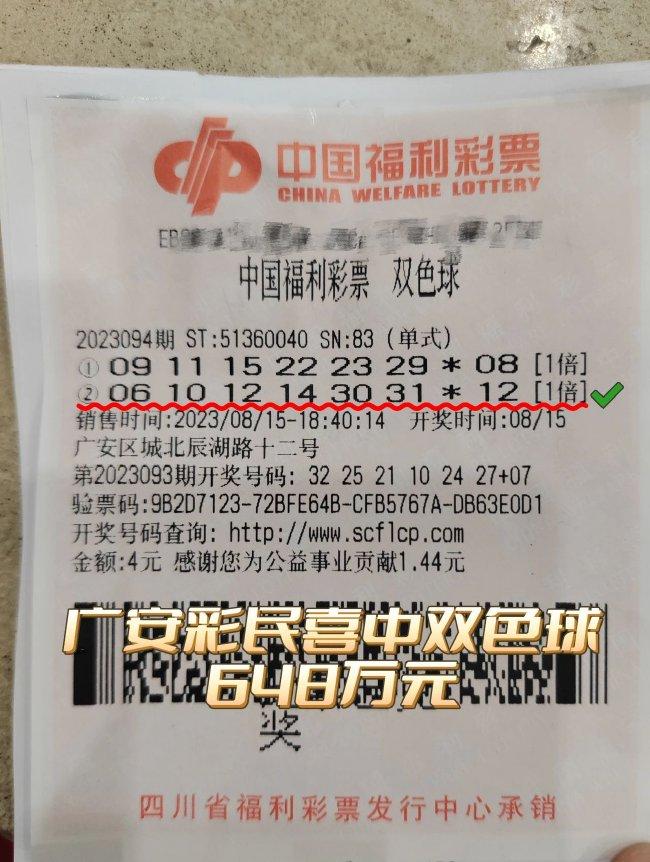 中国福利彩票
CHINA WELFARE LOTTERY
中国福利彩票 双色球
2023094期 ST:51360040 SN:83 (单式)
① 09 11 15 22 23 29 * 08 [1倍]
② 06 10 12 14 30 31 * 12 [1倍]
销售时间:2023/08/15-18:40:14 开奖时间:08/15
广安区城北辰湖路十二号
第2023093期开奖号码: 32 25 21 10 24 27+07
验票码:9B2D7123-72BFE64B-CFB5767A-DB63E0D1
开奖号码查询: http://www.scflcp.com
金额:4元 感谢您为公益事业贡献1.44元
广安彩民喜中双色球
648万元
奖
四川省福利彩票发行中心承销